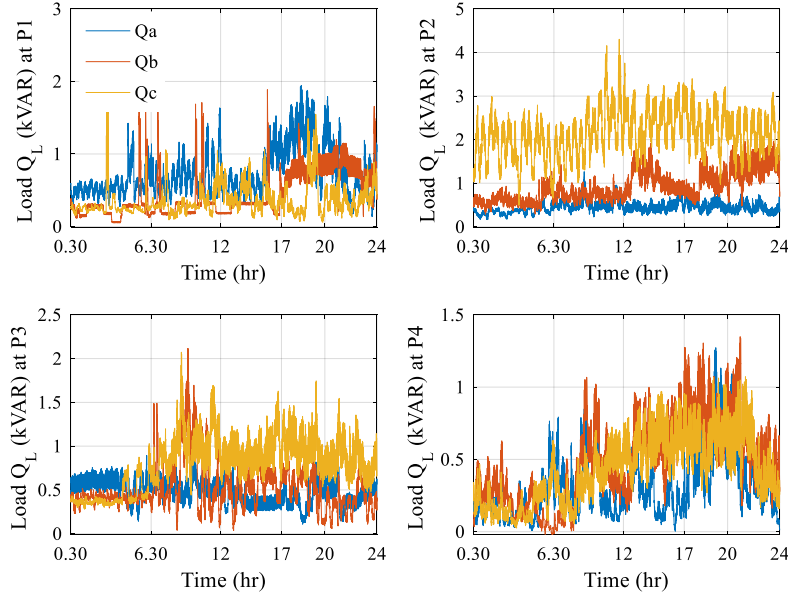 Load Q_L (kVAR) at P1
3
2
1
0
Qa
Qb
Qc
0.30 6.30 12 17 20 24
Time (hr)
Load Q_L (kVAR) at P2
5
4
3
2
1
0
0.30 6.30 12 17 20 24
Time (hr)
Load Q_L (kVAR) at P3
2.5
2
1.5
1
0.5
0
0.30 6.30 12 17 20 24
Time (hr)
Load Q_L (kVAR) at P4
1.5
1
0.5
0
0.30 6.30 12 17 20 24
Time (hr)